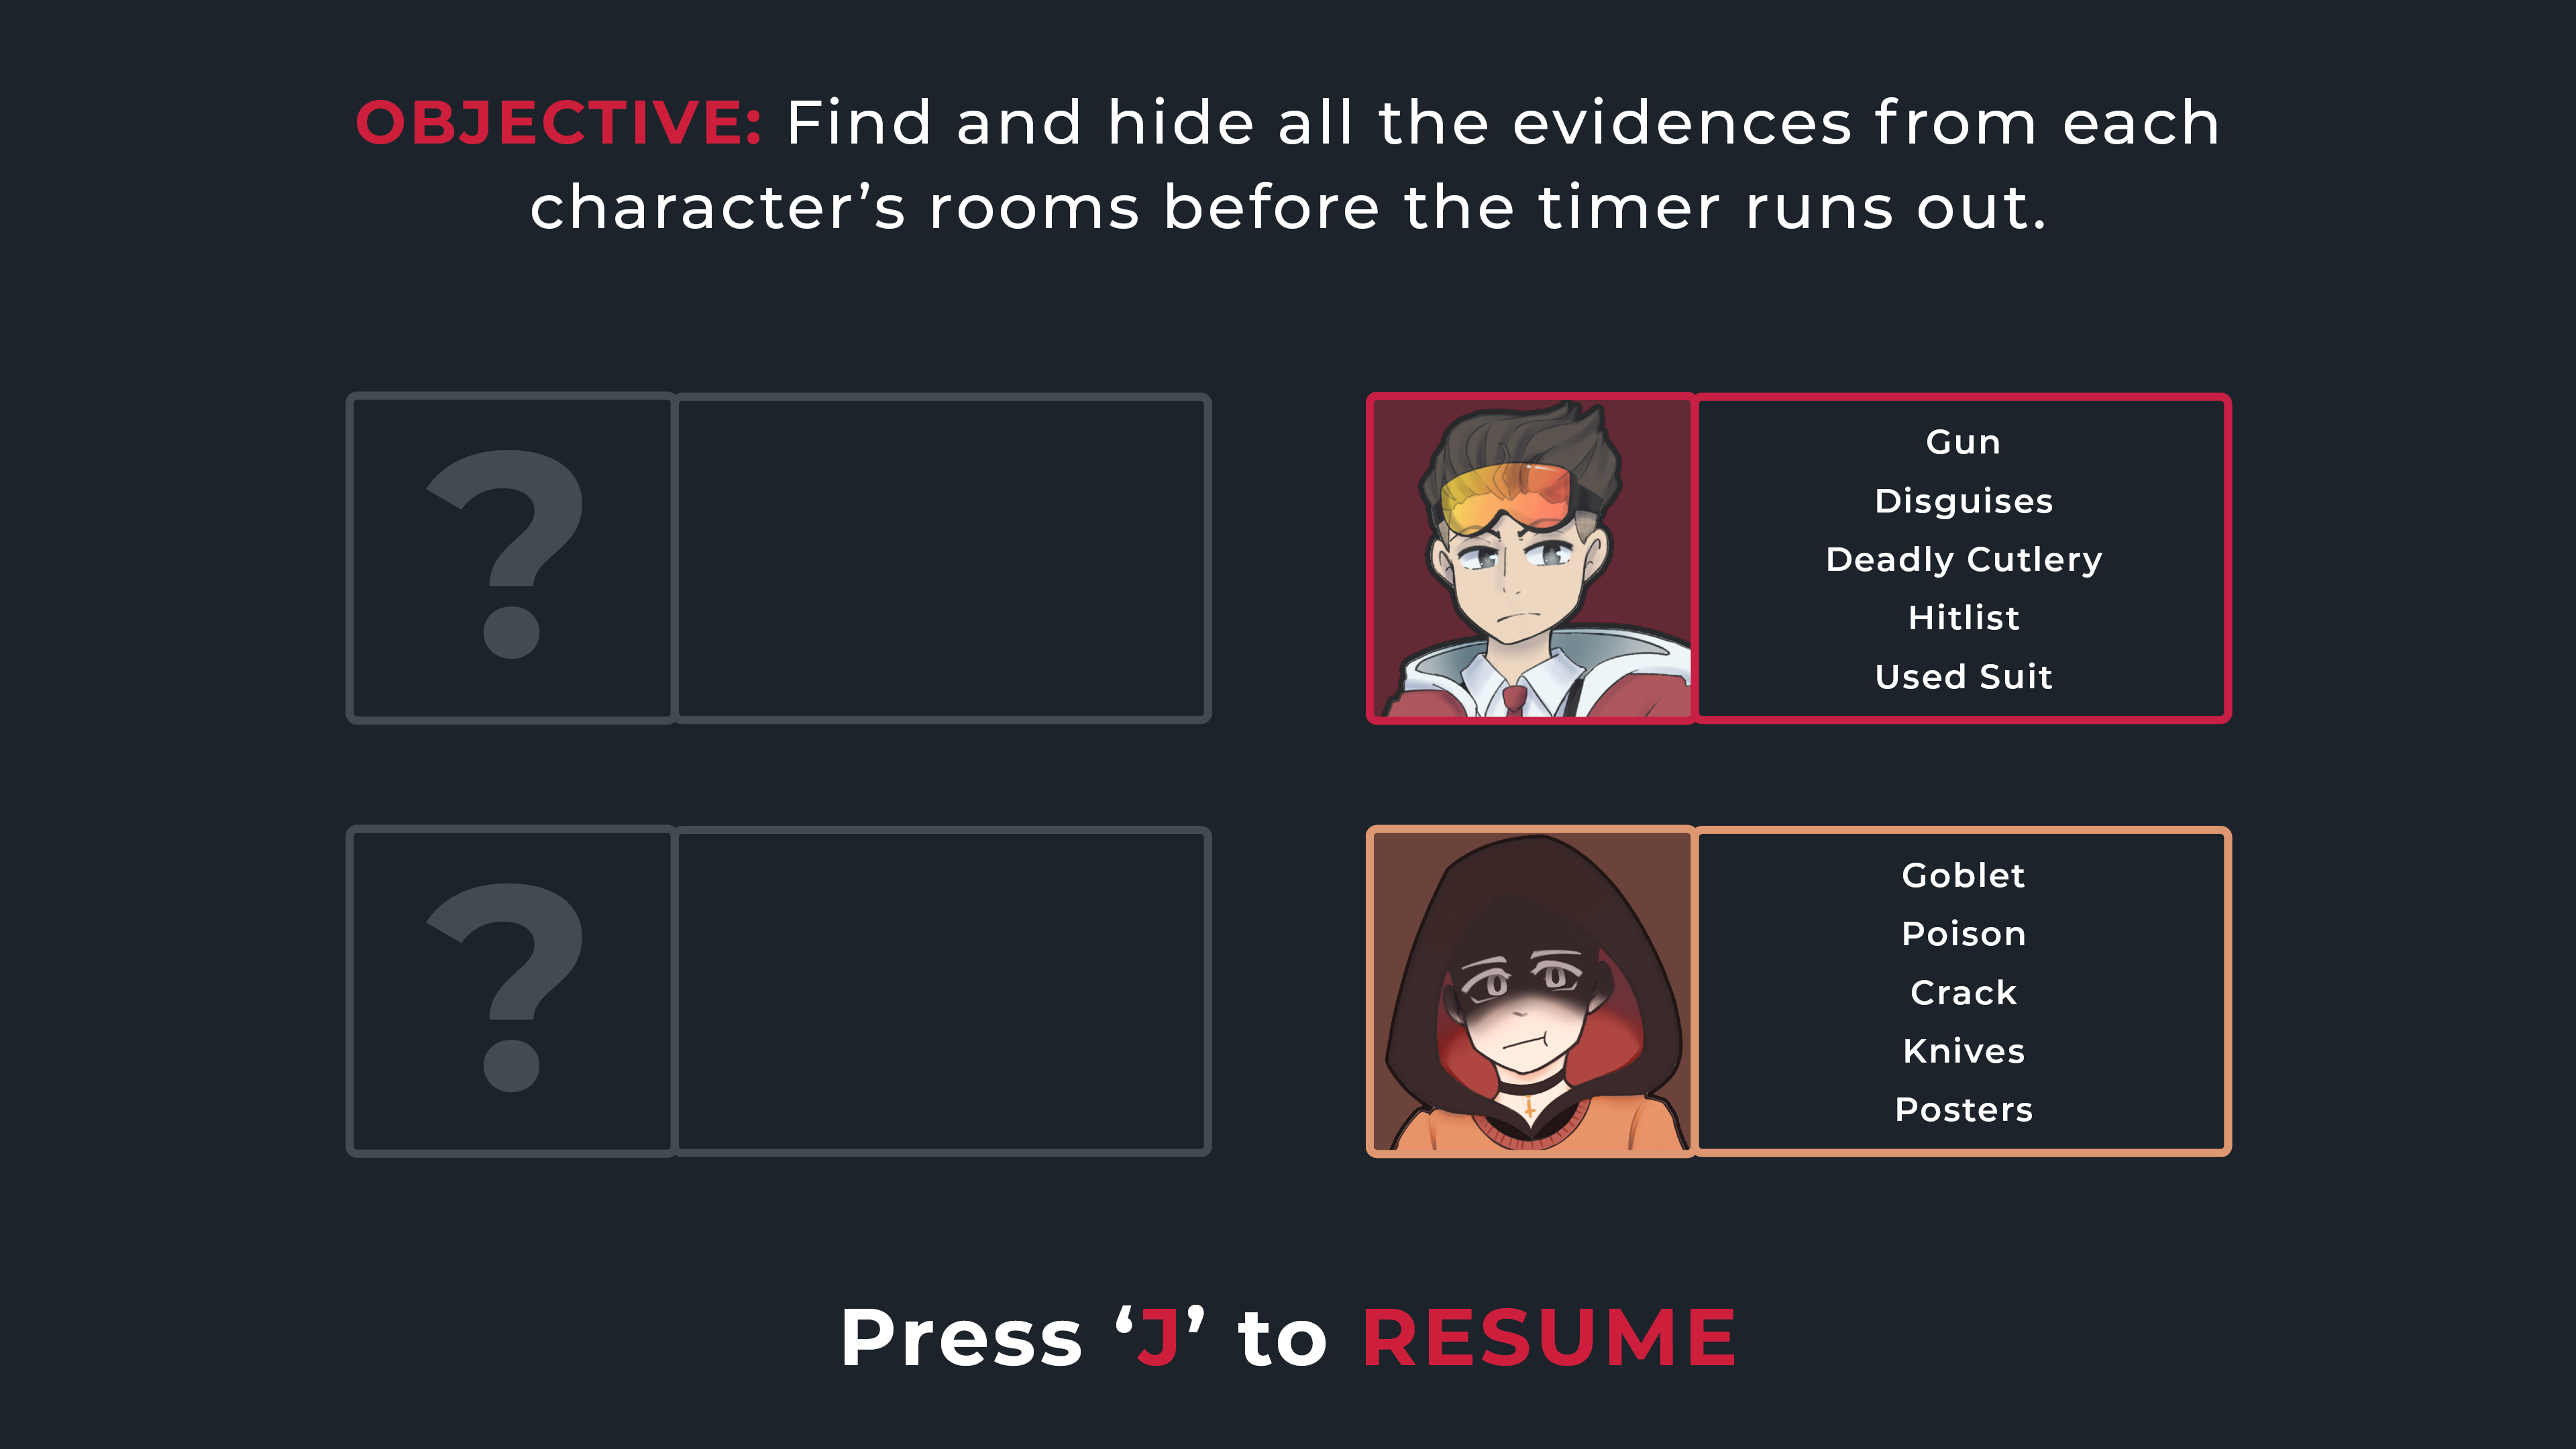 OBJECTIVE: Find and hide all the evidences from each
character’s rooms before the timer runs out.
?
Gun
Disguises
Deadly Cutlery
Hitlist
Used Suit
?
Goblet
Poison
Crack
Knives
Posters
Press ‘J’ to RESUME